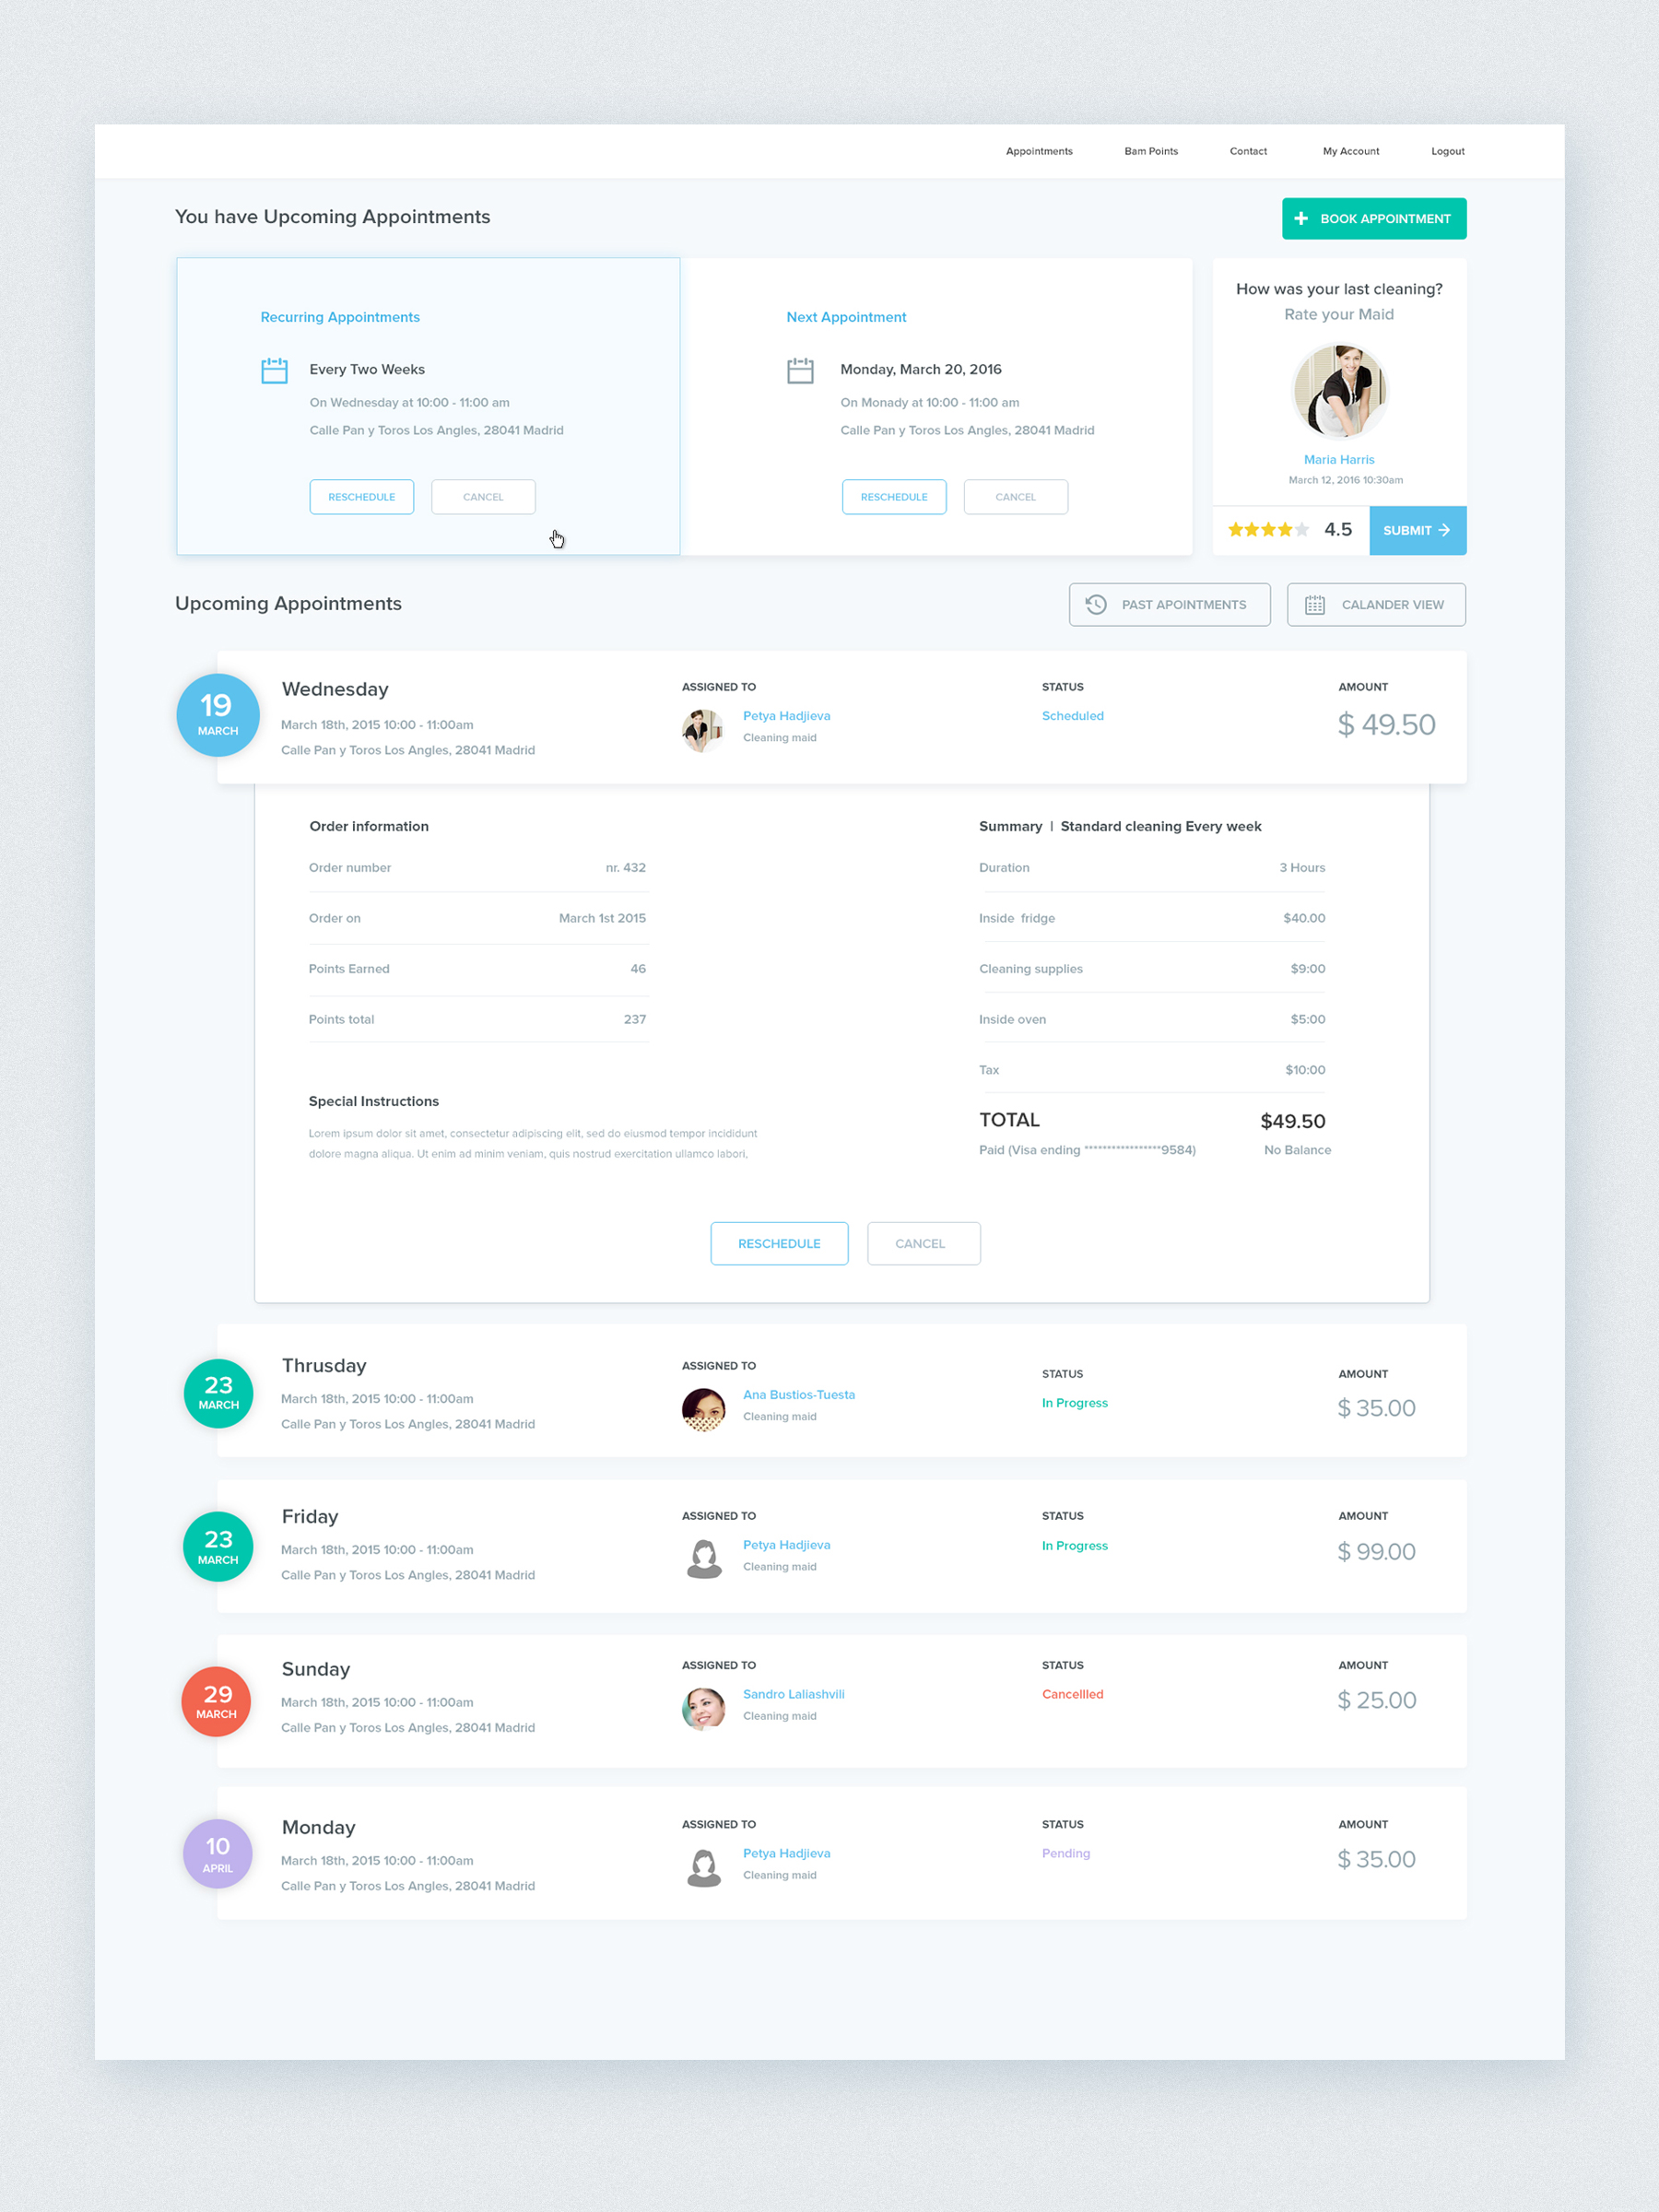 Appointments Bam Points Contact My Account Logout
You have Upcoming Appointments
BOOK APPOINTMENT
Recurring Appointments
Every Two Weeks
On Wednesday at 10:00 - 11:00 am
Calle Pan y Toros Los Angles, 28041 Madrid
RESCHEDULE CANCEL
Next Appointment
Monday, March 20, 2016
On Monady at 10:00 - 11:00 am
Calle Pan y Toros Los Angles, 28041 Madrid
RESCHEDULE CANCEL
How was your last cleaning?
Rate your Maid
Maria Harris
March 12, 2016 10:30am
4.5 SUBMIT
Upcoming Appointments
PAST APOINTMENTS CALANDER VIEW
19
MARCH
Wednesday
March 18th, 2015 10:00 - 11:00am
Calle Pan y Toros Los Angles, 28041 Madrid
ASSIGNED TO
Petya Hadjieva
Cleaning maid
STATUS
Scheduled
AMOUNT
$ 49.50
Order information
Order number nr. 432
Order on March 1st 2015
Points Earned 46
Points total 237
Special Instructions
Lorem ipsum dolor sit amet, consectetur adipiscing elit, sed do eiusmod tempor incididunt
dolore magna aliqua. Ut enim ad minim veniam, quis nostrud exercitation ullamco labori,
Summary | Standard cleaning Every week
Duration 3 Hours
Inside fridge $40.00
Cleaning supplies $9:00
Inside oven $5:00
Tax $10:00
TOTAL $49.50
Paid (Visa ending *****************9584) No Balance
RESCHEDULE CANCEL
23
MARCH
Thrusday
March 18th, 2015 10:00 - 11:00am
Calle Pan y Toros Los Angles, 28041 Madrid
ASSIGNED TO
Ana Bustios-Tuesta
Cleaning maid
STATUS
In Progress
AMOUNT
$ 35.00
23
MARCH
Friday
March 18th, 2015 10:00 - 11:00am
Calle Pan y Toros Los Angles, 28041 Madrid
ASSIGNED TO
Petya Hadjieva
Cleaning maid
STATUS
In Progress
AMOUNT
$ 99.00
29
MARCH
Sunday
March 18th, 2015 10:00 - 11:00am
Calle Pan y Toros Los Angles, 28041 Madrid
ASSIGNED TO
Sandro Laliashvili
Cleaning maid
STATUS
Cancellled
AMOUNT
$ 25.00
10
APRIL
Monday
March 18th, 2015 10:00 - 11:00am
Calle Pan y Toros Los Angles, 28041 Madrid
ASSIGNED TO
Petya Hadjieva
Cleaning maid
STATUS
Pending
AMOUNT
$ 35.00